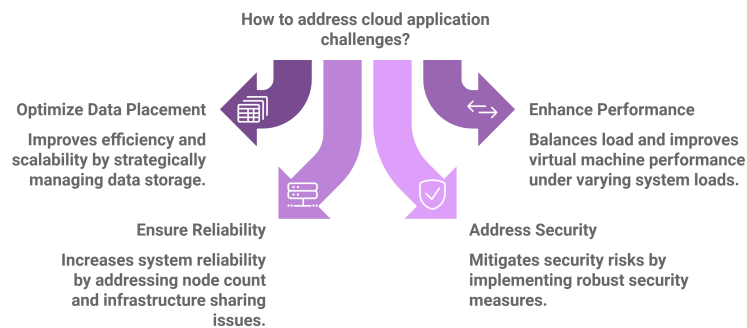 How to address cloud application
challenges?
Optimize Data Placement
Improves efficiency and
scalability by strategically
managing data storage.
Enhance Performance
Balances load and improves
virtual machine performance
under varying system loads.
Ensure Reliability
Increases system reliability
by addressing node count
and infrastructure sharing
issues.
Address Security
Mitigates security risks by
implementing robust security
measures.